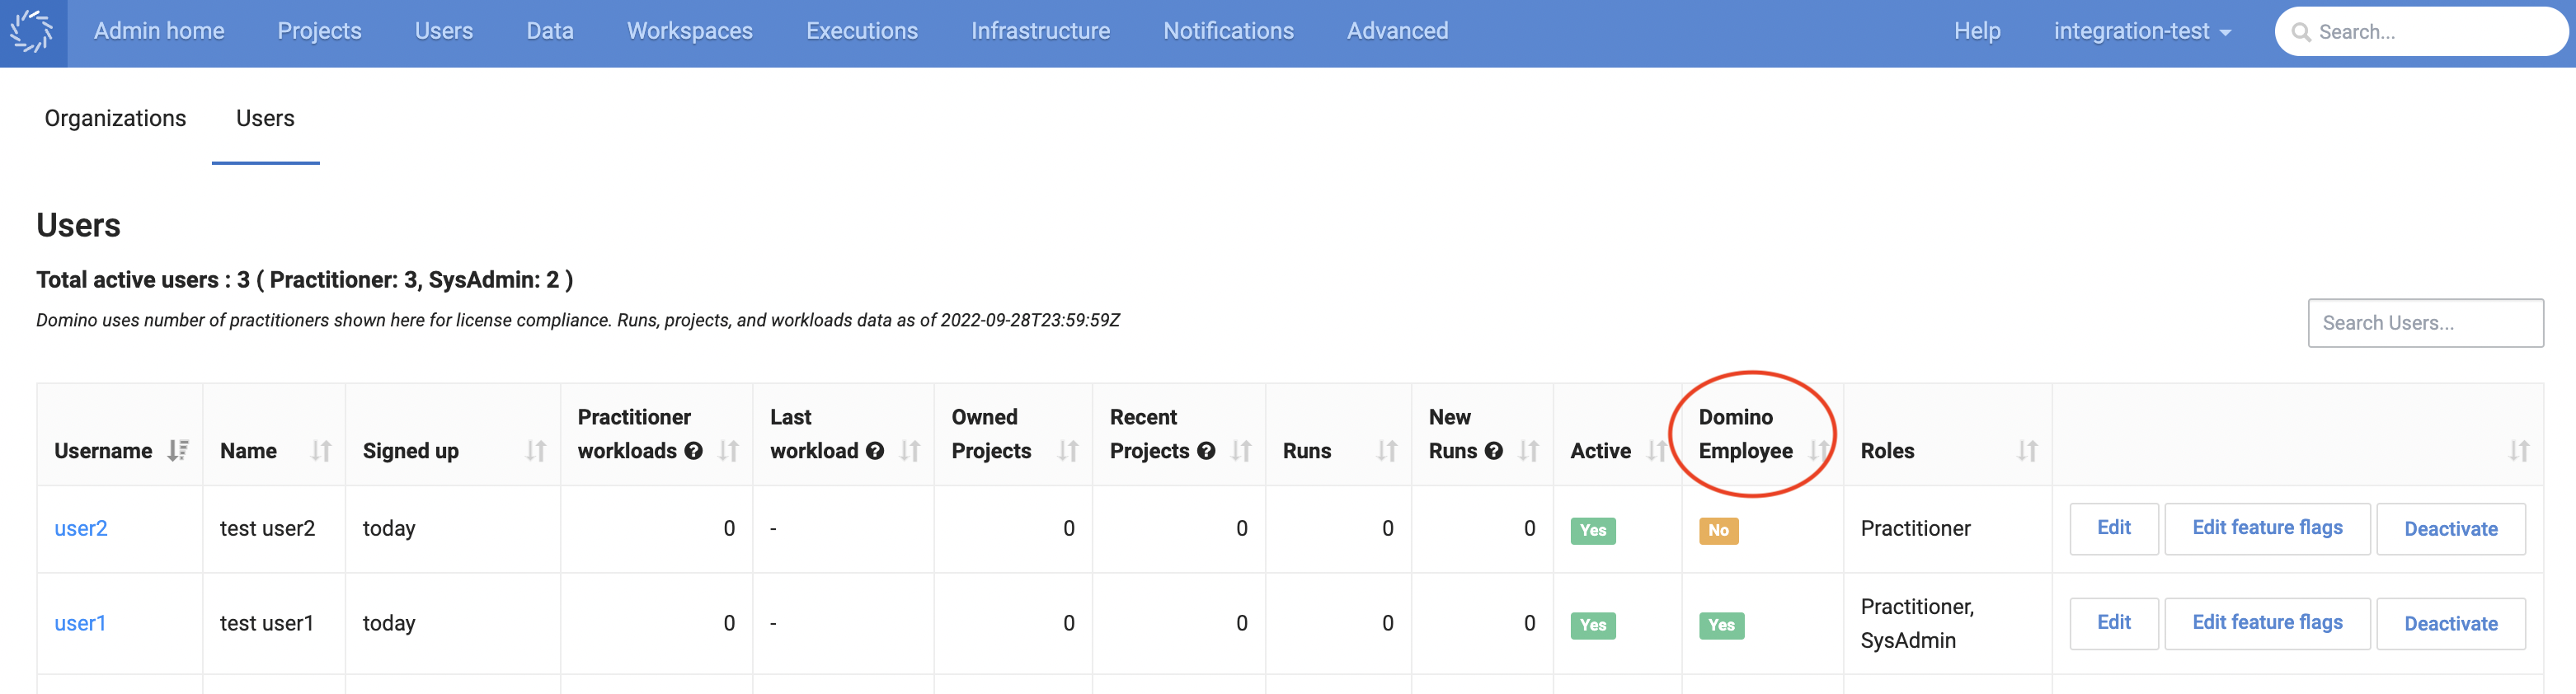 Admin home Projects Users Data Workspaces Executions Infrastructure Notifications Advanced Help integration-test Search...
Organizations Users
Users
Total active users : 3 ( Practitioner: 3, SysAdmin: 2 )
Domino uses number of practitioners shown here for license compliance. Runs, projects, and workloads data as of 2022-09-28T23:59:59Z
Search Users...
Username Name Signed up Practitioner workloads ? Last workload ? Owned Projects Recent Projects ? Runs New Runs ? Active Domino Employee Roles
user2 test user2 today 0 - 0 0 0 0 Yes No Practitioner Edit Edit feature flags Deactivate
user1 test user1 today 0 - 0 0 0 0 Yes Yes Practitioner, SysAdmin Edit Edit feature flags Deactivate